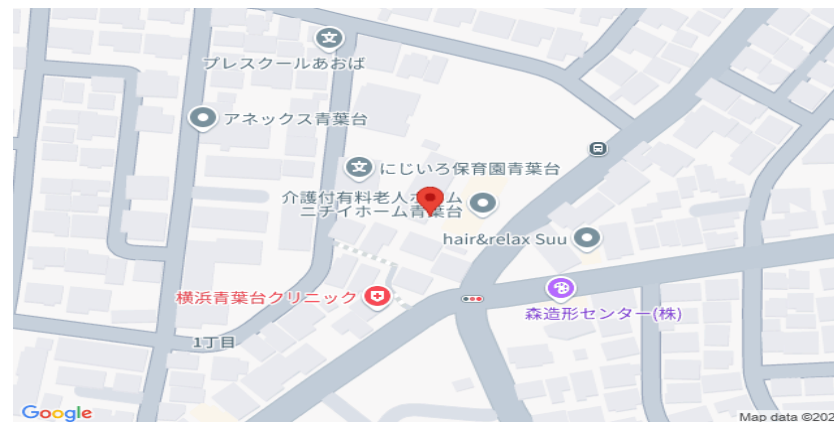 プレスクールあおば
アネックス青葉台
にじいろ保育園青葉台
介護付有料老人ホーム
ニチイホーム青葉台
hair&relax Suu
横浜青葉台クリニック
森造形センター(株)
1丁目
Google
Map data ©202